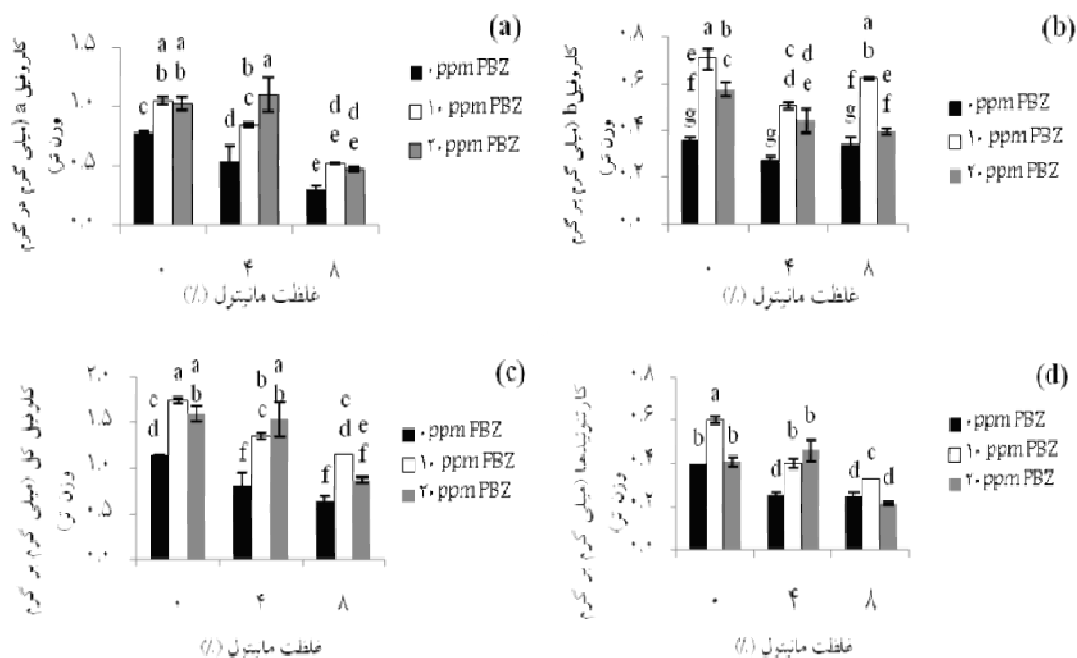 (a)
کلروفیل a (میلی گرم در گرم
وزن تر)
۱.۵
۱.۰
۰.۵
۰.۰
a a a
b b b
c d c d d
e e e
۰ ppm PBZ
۱۰ ppm PBZ
۲۰ ppm PBZ
۰ ۴ ۸
غلظت مانیتول (٪)
(b)
کلروفیل b (میلی گرم بر گرم
وزن تر)
۰.۸
۰.۶
۰.۴
۰.۲
۰.۰
a b a
e c c d b
f d e f e
g g g f
۰ ppm PBZ
۱۰ ppm PBZ
۲۰ ppm PBZ
۰ ۴ ۸
غلظت مانیتول (٪)
(c)
کلروفیل کل (میلی گرم بر گرم
وزن تر)
۲.۰
۱.۵
۱.۰
۰.۵
۰.۰
a a a
c b b b c
d c d e
f f f
۰ ppm PBZ
۱۰ ppm PBZ
۲۰ ppm PBZ
۰ ۴ ۸
غلظت مانیتول (٪)
(d)
کارتنوئیدها (میلی گرم بر گرم
وزن تر)
۰.۸
۰.۶
۰.۴
۰.۲
۰.۰
a
b b b b
d d c d
۰ ppm PBZ
۱۰ ppm PBZ
۲۰ ppm PBZ
۰ ۴ ۸
غلظت مانیتول (٪)